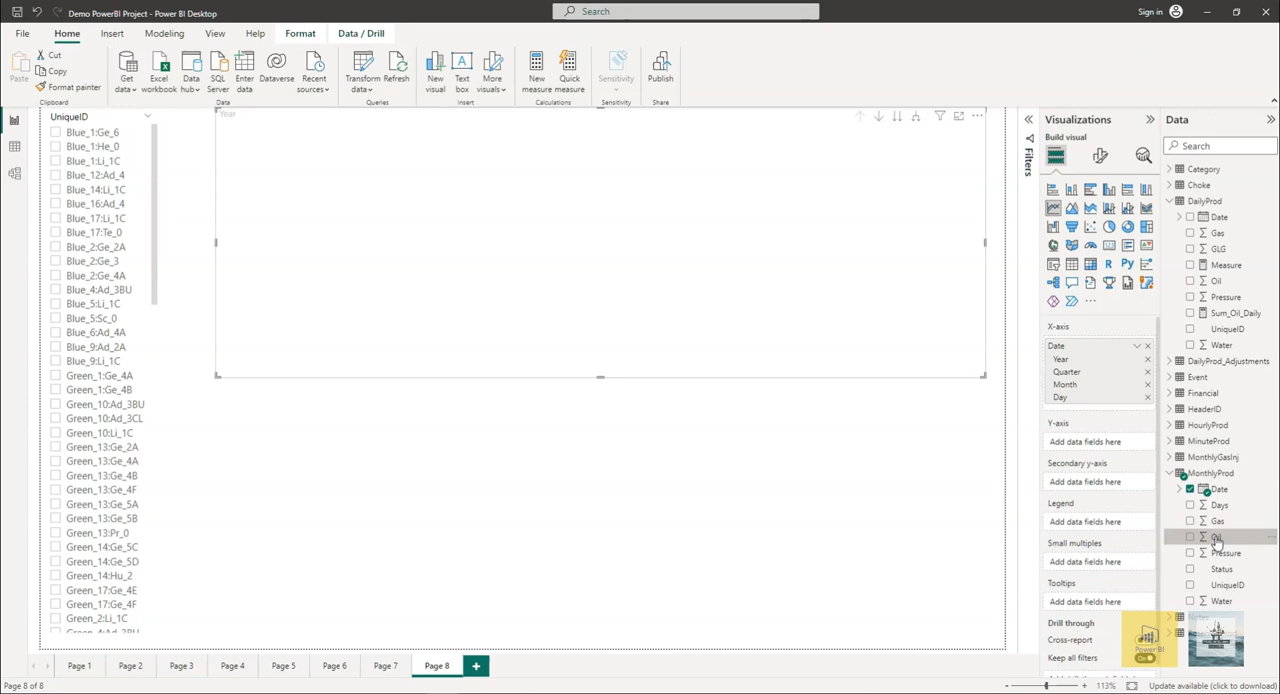 Demo PowerBI Project - Power BI Desktop
Search
Sign in
File
Home
Insert
Modeling
View
Help
Format
Data / Drill
Paste
Cut
Copy
Format painter
Clipboard
Get data
Excel workbook
Data hub
SQL Server
Enter data
Dataverse
Recent sources
Data
Transform data
Refresh
Queries
New visual
Text box
More visuals
Insert
New measure
Quick measure
Calculations
Sensitivity
Sensitivity
Publish
Share
UniqueID
Blue_1:Ge_6
Blue_1:He_0
Blue_1:Li_1C
Blue_12:Ad_4
Blue_14:Li_1C
Blue_16:Ad_4
Blue_17:Li_1C
Blue_17:Te_0
Blue_2:Ge_2A
Blue_2:Ge_3
Blue_2:Ge_4A
Blue_4:Ad_3BU
Blue_5:Li_1C
Blue_5:Sc_0
Blue_6:Ad_4A
Blue_9:Ad_2A
Blue_9:Li_1C
Green_1:Ge_4A
Green_1:Ge_4B
Green_10:Ad_3BU
Green_10:Ad_3CL
Green_10:Li_1C
Green_13:Ge_2A
Green_13:Ge_4A
Green_13:Ge_4B
Green_13:Ge_4F
Green_13:Ge_5A
Green_13:Ge_5B
Green_13:Pr_0
Green_14:Ge_5C
Green_14:Ge_5D
Green_14:Hu_2
Green_17:Ge_4E
Green_17:Ge_4F
Green_2:Li_1C
Green_4:Ad_3BU
Year
Filters
Visualizations
Build visual
R
Py
X-axis
Date
Year
Quarter
Month
Day
Y-axis
Add data fields here
Secondary y-axis
Add data fields here
Legend
Add data fields here
Small multiples
Add data fields here
Tooltips
Add data fields here
Drill through
Cross-report
Keep all filters
Data
Search
Category
Choke
DailyProd
Date
Gas
GLG
Measure
Oil
Pressure
Sum_Oil_Daily
UniqueID
Water
DailyProd_Adjustments
Event
Financial
HeaderID
HourlyProd
MinuteProd
MonthlyGasInj
MonthlyProd
Date
Days
Gas
Oil
Pressure
Status
UniqueID
Water
Power BI
On
Page 1
Page 2
Page 3
Page 4
Page 5
Page 6
Page 7
Page 8
Page 8 of 8
113%
Update available (click to download)